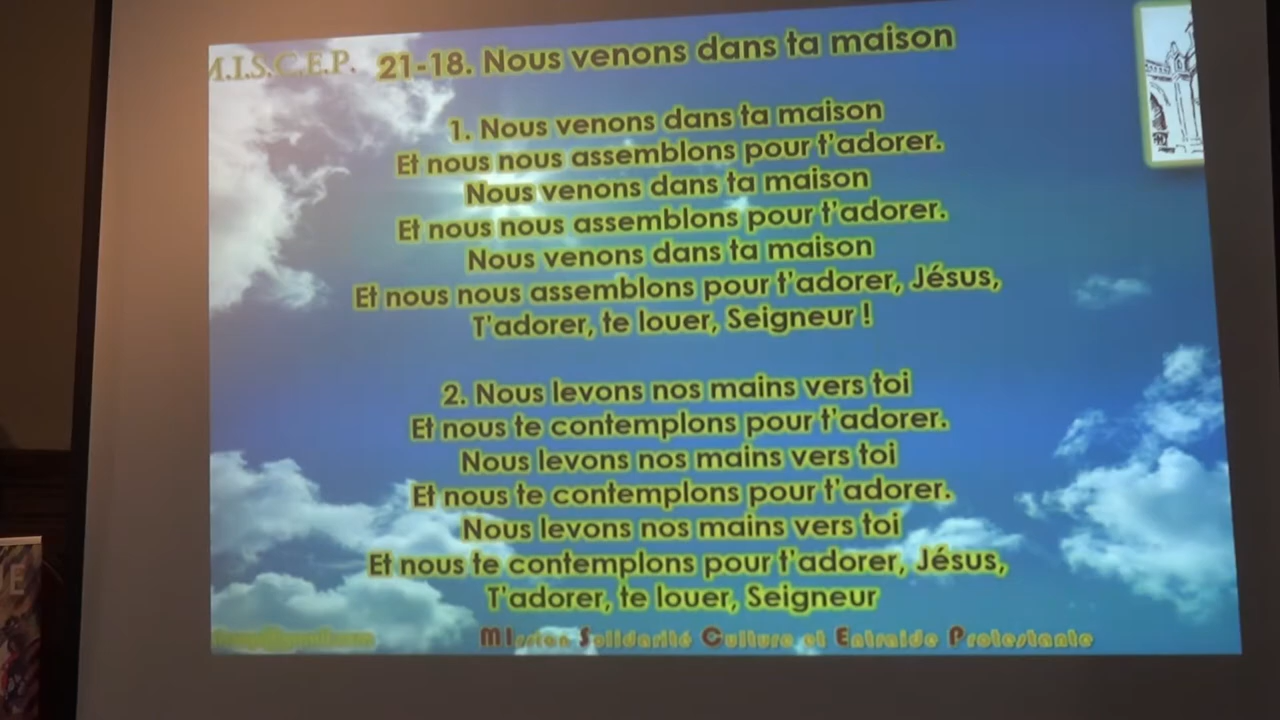 M.I.S.C.E.P. 21-18. Nous venons dans ta maison
1. Nous venons dans ta maison
Et nous nous assemblons pour t'adorer.
Nous venons dans ta maison
Et nous nous assemblons pour t'adorer.
Nous venons dans ta maison
Et nous nous assemblons pour t'adorer, Jésus,
T'adorer, te louer, Seigneur !
2. Nous levons nos mains vers toi
Et nous te contemplons pour t'adorer.
Nous levons nos mains vers toi
Et nous te contemplons pour t'adorer.
Nous levons nos mains vers toi
Et nous te contemplons pour t'adorer, Jésus,
T'adorer, te louer, Seigneur
MIssion Solidarité Culture et Entraide Protestante